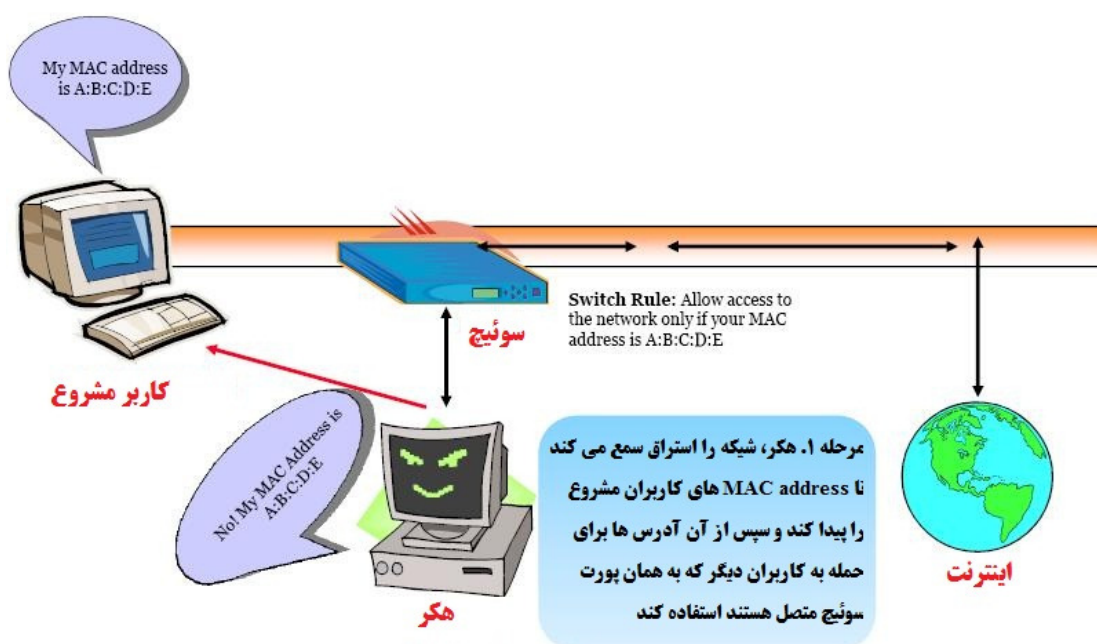 My MAC address
is A:B:C:D:E
Switch Rule: Allow access to
the network only if your MAC
address is A:B:C:D:E
سوئیچ
کاربر مشروع
No! My MAC Address is
A:B:C:D:E
هکر
مرحله 1. هکر، شبکه را استراق سمع می کند
تا MAC address های کاربران مشروع
را پیدا کند و سپس از آن آدرس ها برای
حمله به کاربران دیگر که به همان پورت
سوئیچ متصل هستند استفاده کند
اینترنت